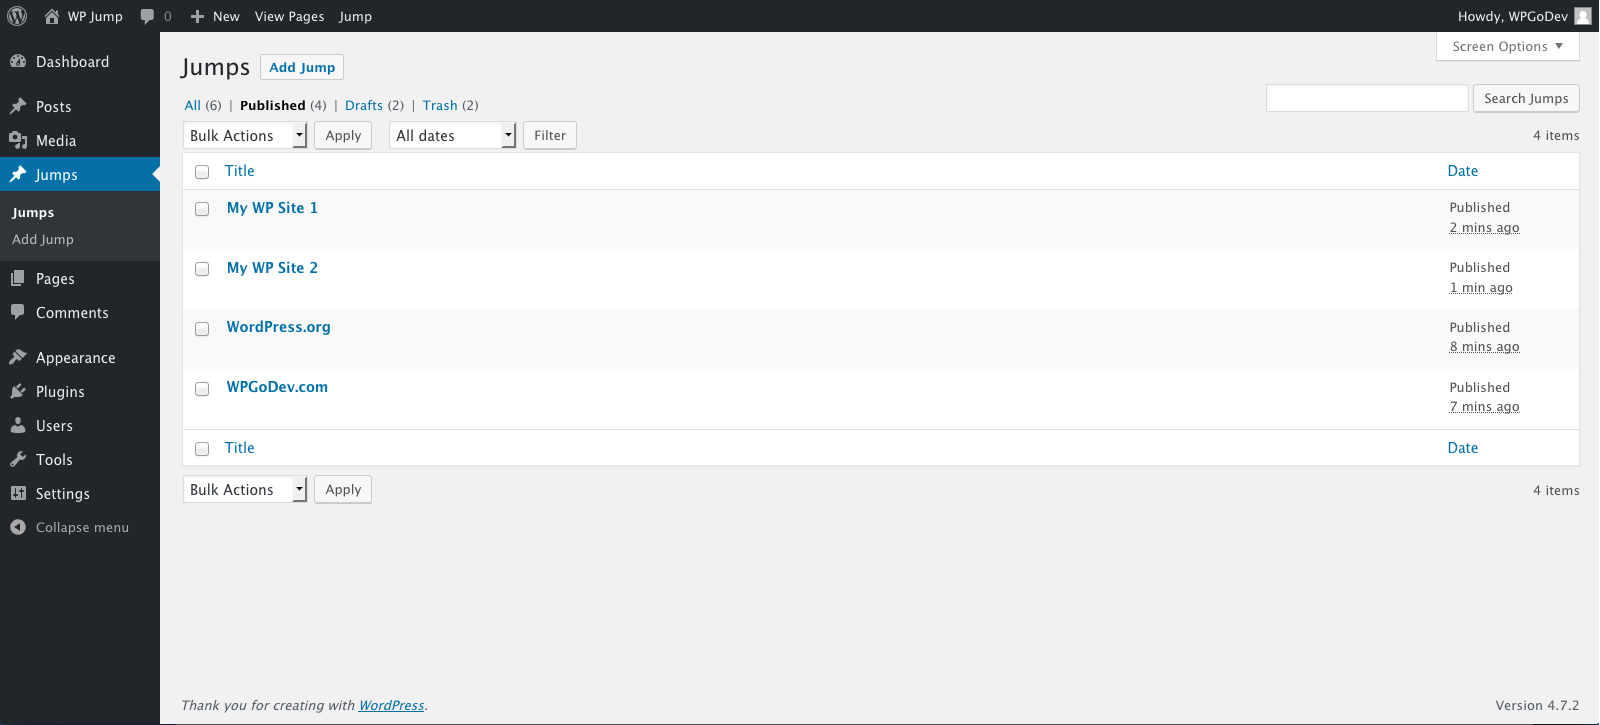 WP Jump 0 New View Pages Jump Howdy, WPGoDev
Screen Options
Dashboard
Posts
Media
Jumps
Jumps
Add Jump
Pages
Comments
Appearance
Plugins
Users
Tools
Settings
Collapse menu
Jumps Add Jump
All (6) | Published (4) | Drafts (2) | Trash (2)
Search Jumps
Bulk Actions Apply All dates Filter 4 items
Title Date
My WP Site 1 Published
2 mins ago
My WP Site 2 Published
1 min ago
WordPress.org Published
8 mins ago
WPGoDev.com Published
7 mins ago
Title Date
Bulk Actions Apply 4 items
Thank you for creating with WordPress. Version 4.7.2